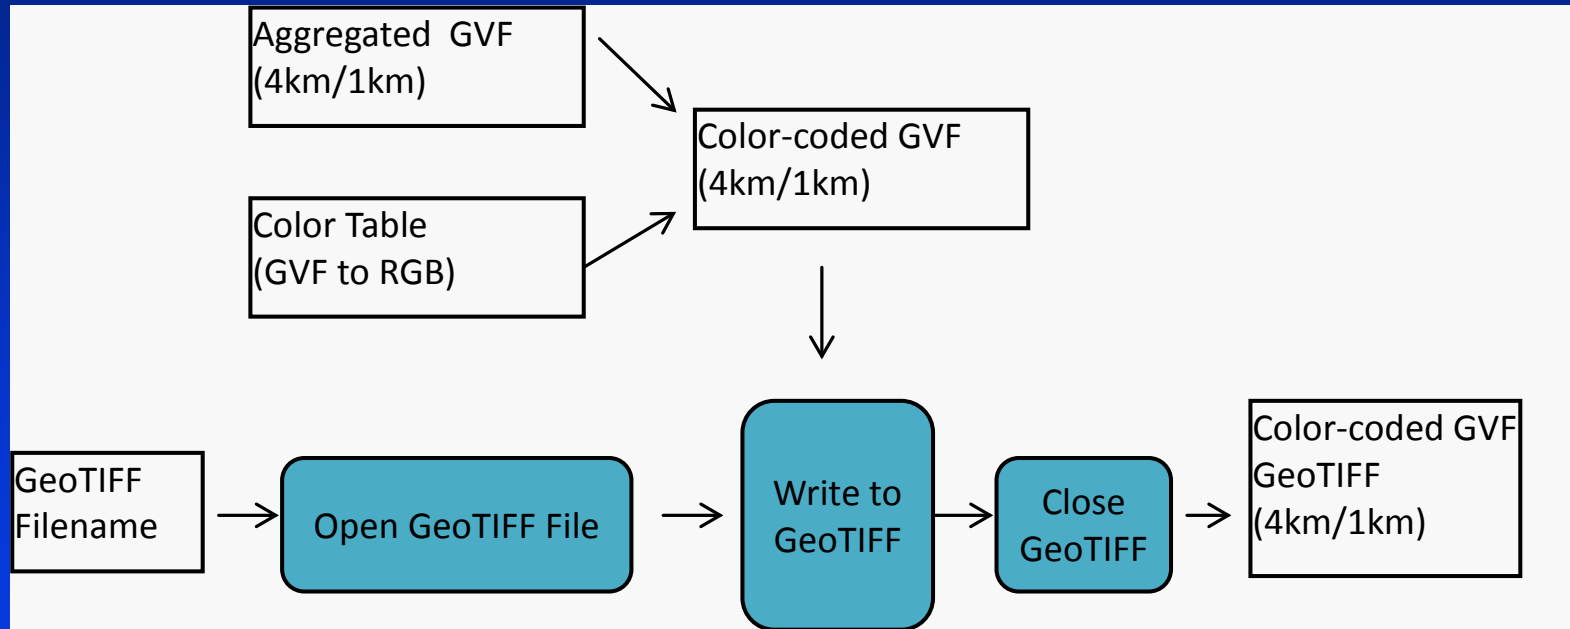 Aggregated  GVF
(4km/1km)
Color Table
(GVF to RGB)
Color-coded GVF
(4km/1km)
GeoTIFF
Filename
Open GeoTIFF File
Write to
GeoTIFF
Close
GeoTIFF
Color-coded GVF
GeoTIFF
(4km/1km)